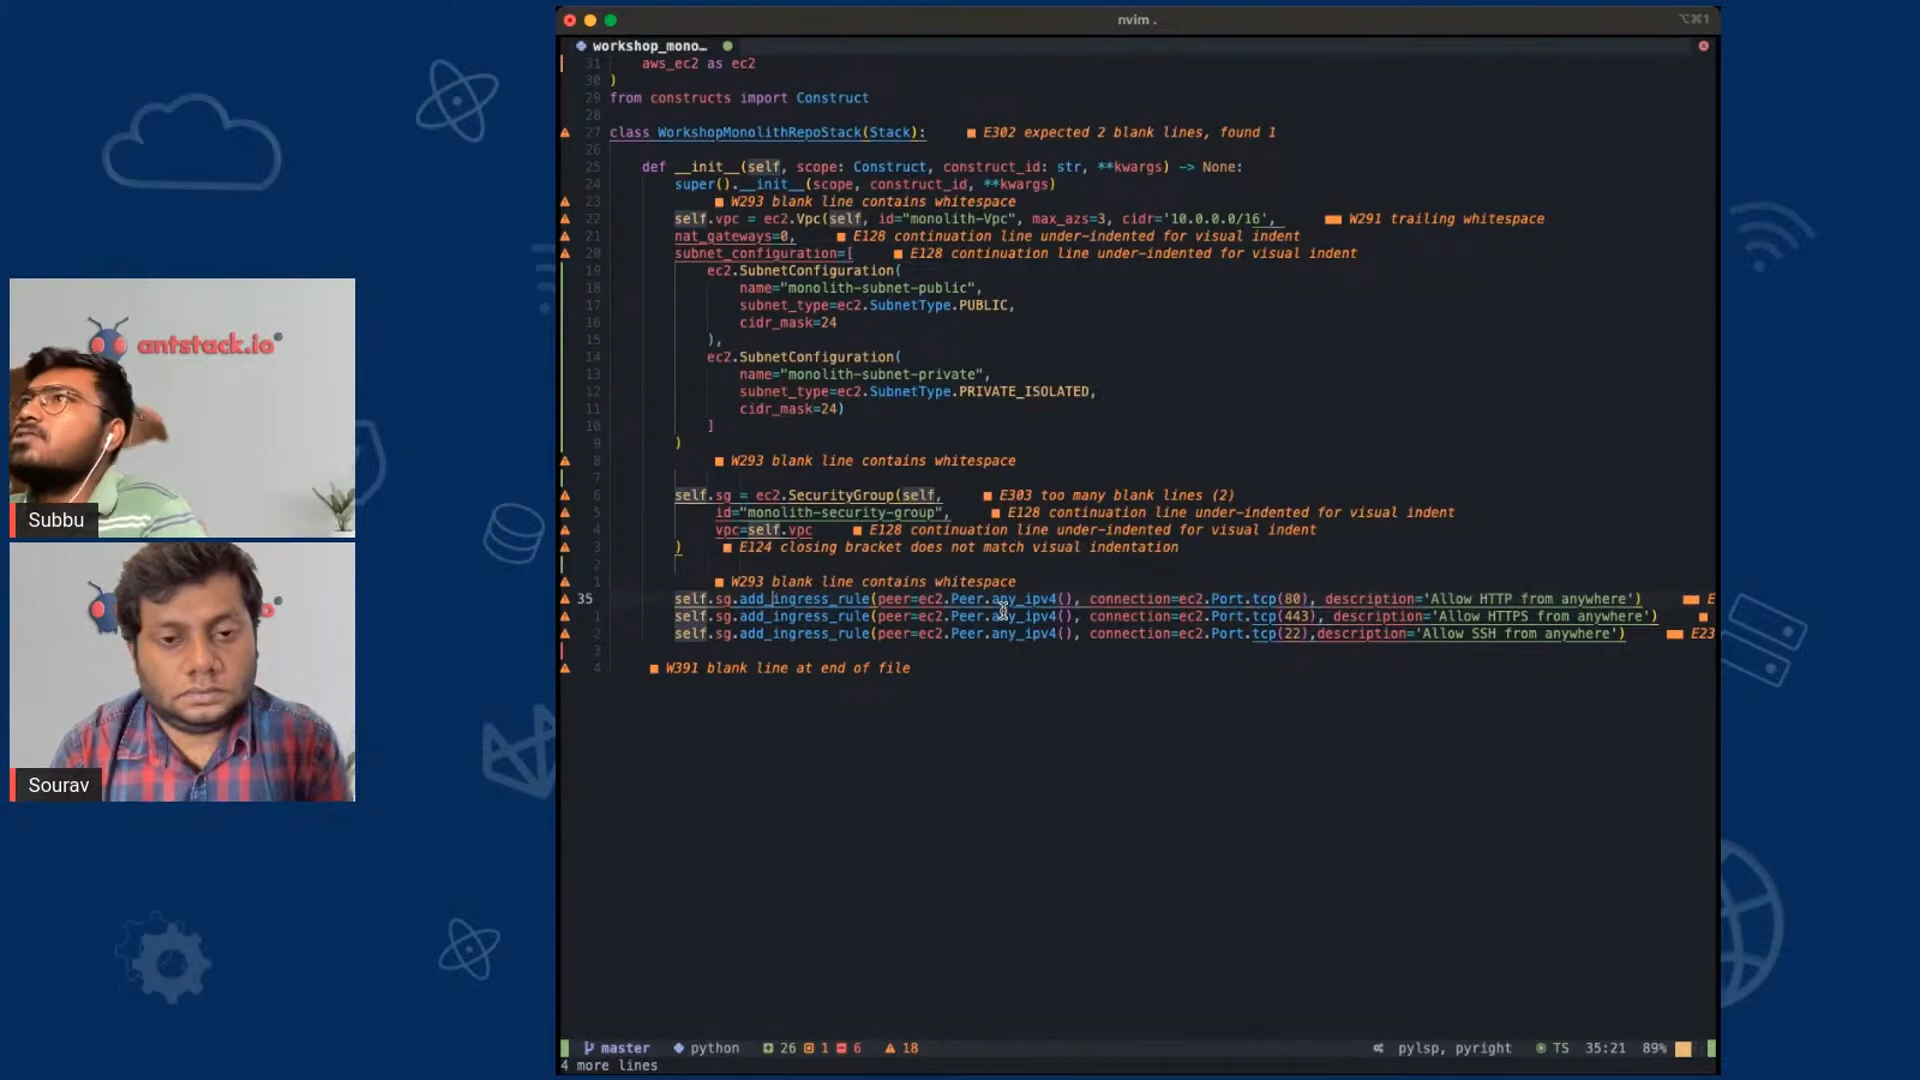 nvim .
⌥⌘1
workshop_mono…
31 aws_ec2 as ec2
30 )
29 from constructs import Construct
28
27 class WorkshopMonolithRepoStack(Stack): ■ E302 expected 2 blank lines, found 1
26
25 def __init__(self, scope: Construct, construct_id: str, **kwargs) -> None:
24 super().__init__(scope, construct_id, **kwargs)
23 ■ W293 blank line contains whitespace
22 self.vpc = ec2.Vpc(self, id="monolith-Vpc", max_azs=3, cidr='10.0.0.0/16', ■■ W291 trailing whitespace
21 nat_gateways=0, ■ E128 continuation line under-indented for visual indent
20 subnet_configuration=[ ■ E128 continuation line under-indented for visual indent
19 ec2.SubnetConfiguration(
18 name="monolith-subnet-public",
17 subnet_type=ec2.SubnetType.PUBLIC,
16 cidr_mask=24
15 ),
14 ec2.SubnetConfiguration(
13 name="monolith-subnet-private",
12 subnet_type=ec2.SubnetType.PRIVATE_ISOLATED,
11 cidr_mask=24)
10 ]
9 )
8 ■ W293 blank line contains whitespace
7
6 self.sg = ec2.SecurityGroup(self, ■ E303 too many blank lines (2)
5 id="monolith-security-group", ■ E128 continuation line under-indented for visual indent
4 vpc=self.vpc ■ E128 continuation line under-indented for visual indent
3 ) ■ E124 closing bracket does not match visual indentation
2
1 ■ W293 blank line contains whitespace
35 self.sg.add_ingress_rule(peer=ec2.Peer.any_ipv4(), connection=ec2.Port.tcp(80), description='Allow HTTP from anywhere') ■■ E
1 self.sg.add_ingress_rule(peer=ec2.Peer.any_ipv4(), connection=ec2.Port.tcp(443), description='Allow HTTPS from anywhere') ■
2 self.sg.add_ingress_rule(peer=ec2.Peer.any_ipv4(), connection=ec2.Port.tcp(22),description='Allow SSH from anywhere') ■■ E23
3
4 ■ W391 blank line at end of file
master python 26 1 6 18 pylsp, pyright TS 35:21 89%
4 more lines
antstack.io
Subbu
Sourav